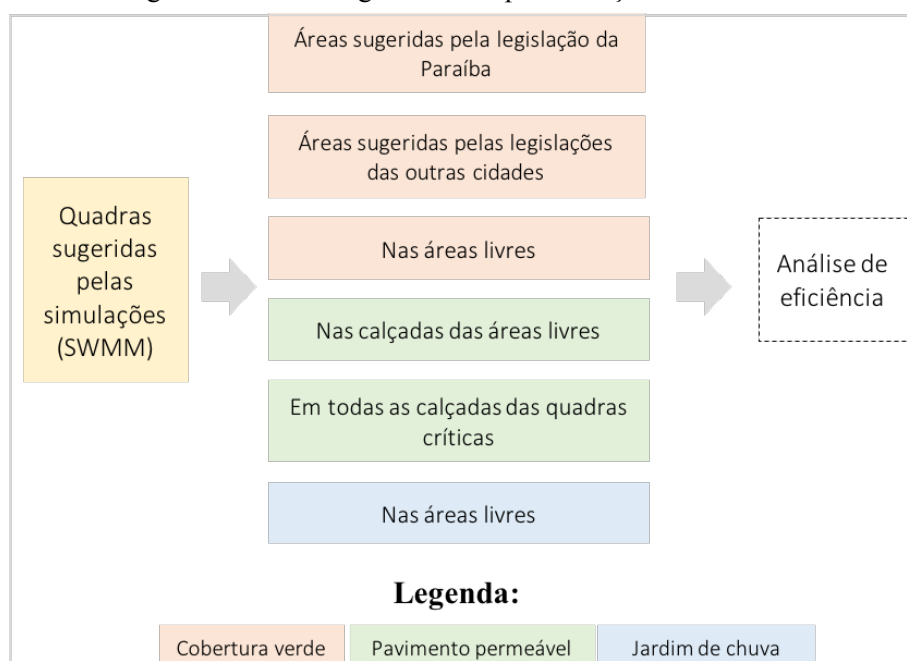 Áreas sugeridas pela legislação da
Paraíba
Áreas sugeridas pelas legislações
das outras cidades
Quadras
sugeridas
pelas
simulações
(SWMM)
Nas áreas livres
Análise de
eficiência
Nas calçadas das áreas livres
Em todas as calçadas das quadras
críticas
Nas áreas livres
Legenda:
Cobertura verde
Pavimento permeável
Jardim de chuva